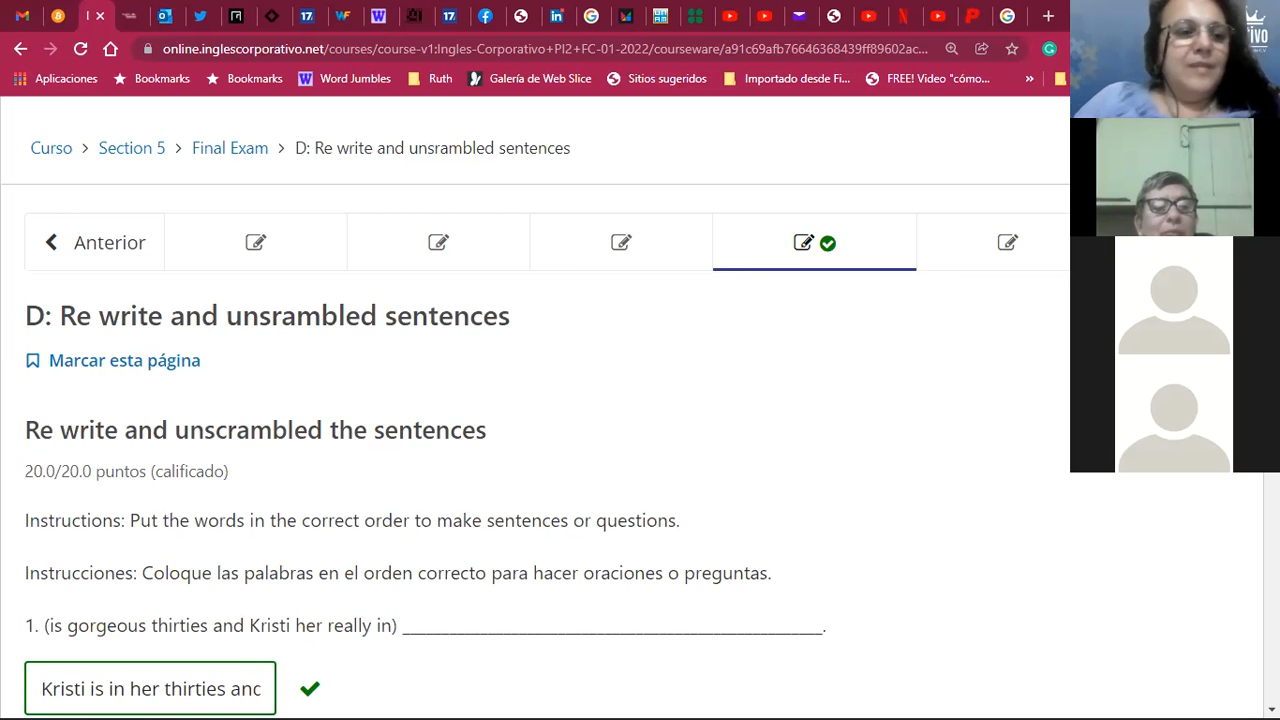 online.inglescorporativo.net/courses/course-v1:Ingles-Corporativo+PI2+FC-01-2022/courseware/a91c69afb76646368439ff89602ac...
Aplicaciones Bookmarks Bookmarks Word Jumbles Ruth Galería de Web Slice Sitios sugeridos Importado desde Fi... FREE! Video "cómo... »
Curso > Section 5 > Final Exam > D: Re write and unsrambled sentences
Anterior
D: Re write and unsrambled sentences
Marcar esta página
Re write and unscrambled the sentences
20.0/20.0 puntos (calificado)
Instructions: Put the words in the correct order to make sentences or questions.
Instrucciones: Coloque las palabras en el orden correcto para hacer oraciones o preguntas.
1. (is gorgeous thirties and Kristi her really in) ________________________________________.
Kristi is in her thirties anc